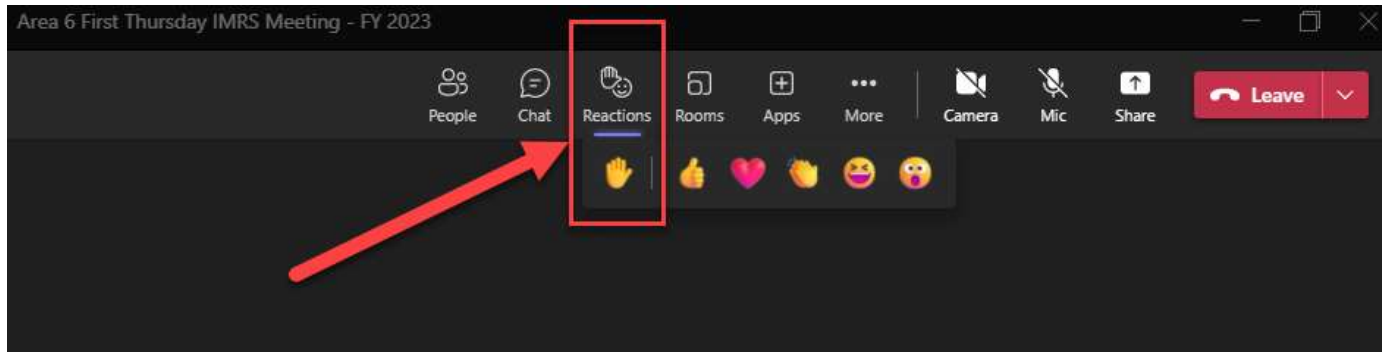 Area 6 First Thursday IMRS Meeting - FY 2023
People Chat Reactions Rooms Apps More Camera Mic Share Leave